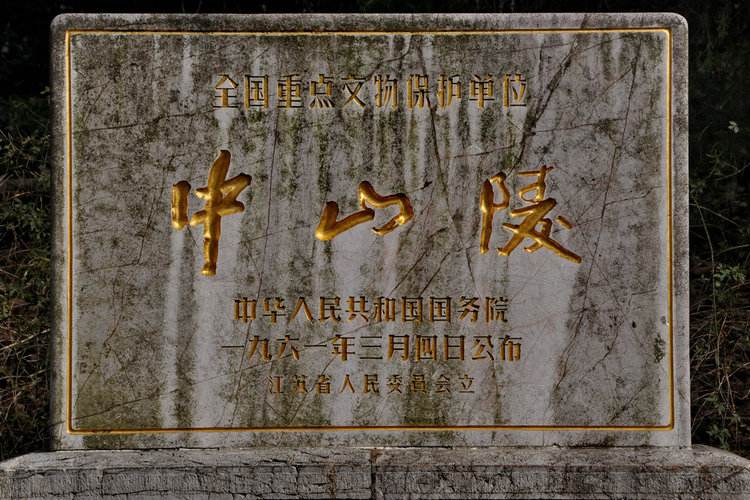 全国重点文物保护单位
中山陵
中华人民共和国国务院
一九六一年三月四日公布
江苏省人民委员会立